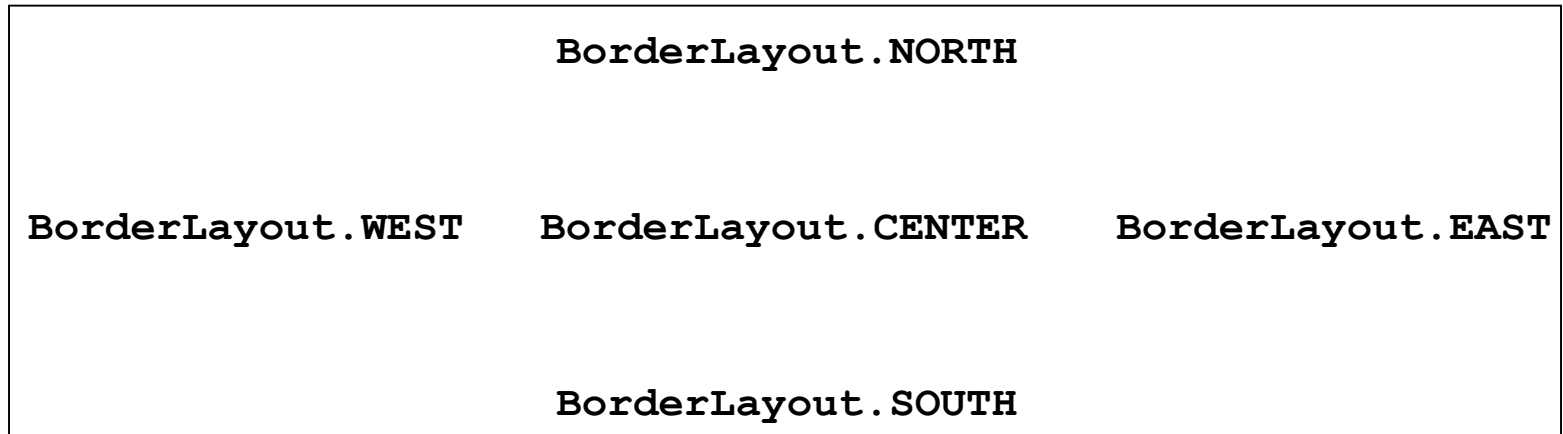 BorderLayout.NORTH
BorderLayout.WEST BorderLayout.CENTER BorderLayout.EAST
BorderLayout.SOUTH